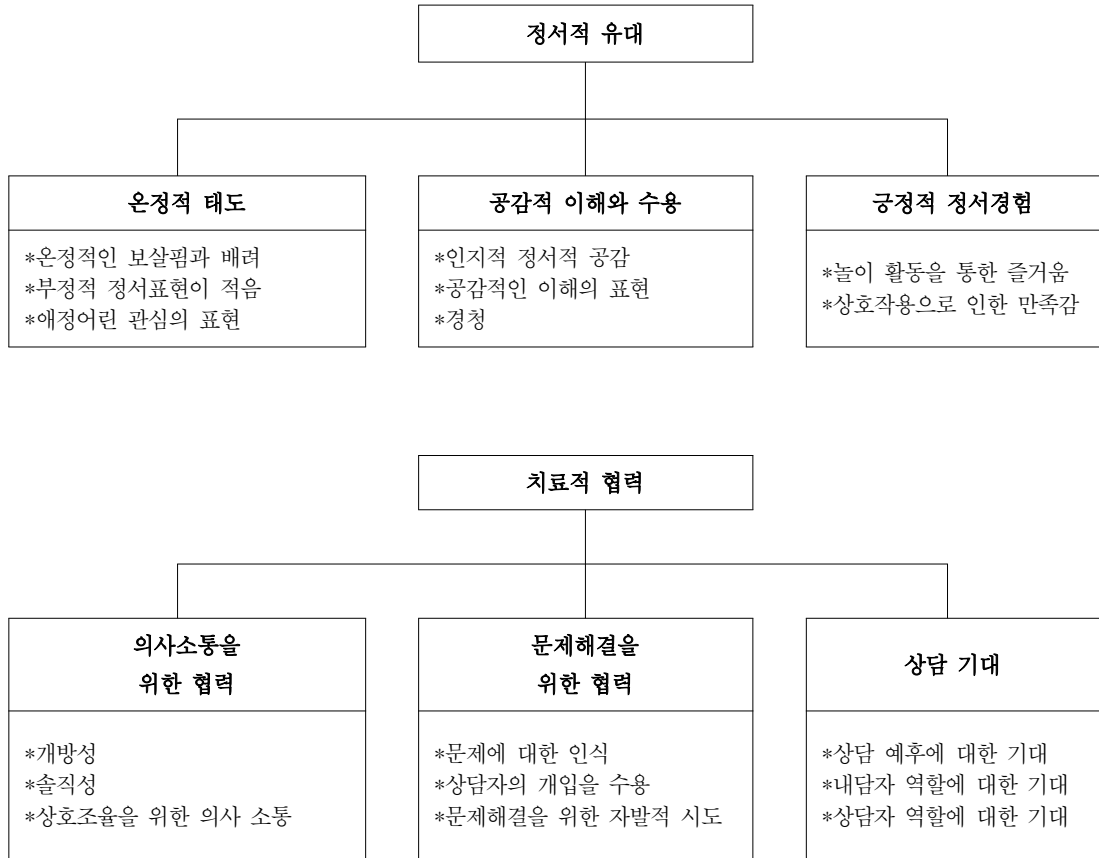 정서적 유대
온정적 태도
*온정적인 보살핌과 배려
*부정적 정서표현이 적음
*애정어린 관심의 표현
공감적 이해와 수용
*인지적 정서적 공감
*공감적인 이해의 표현
*경청
긍정적 정서경험
*놀이 활동을 통한 즐거움
*상호작용으로 인한 만족감
치료적 협력
의사소통을
위한 협력
*개방성
*솔직성
*상호조율을 위한 의사 소통
문제해결을
위한 협력
*문제에 대한 인식
*상담자의 개입을 수용
*문제해결을 위한 자발적 시도
상담 기대
*상담 예후에 대한 기대
*내담자 역할에 대한 기대
*상담자 역할에 대한 기대